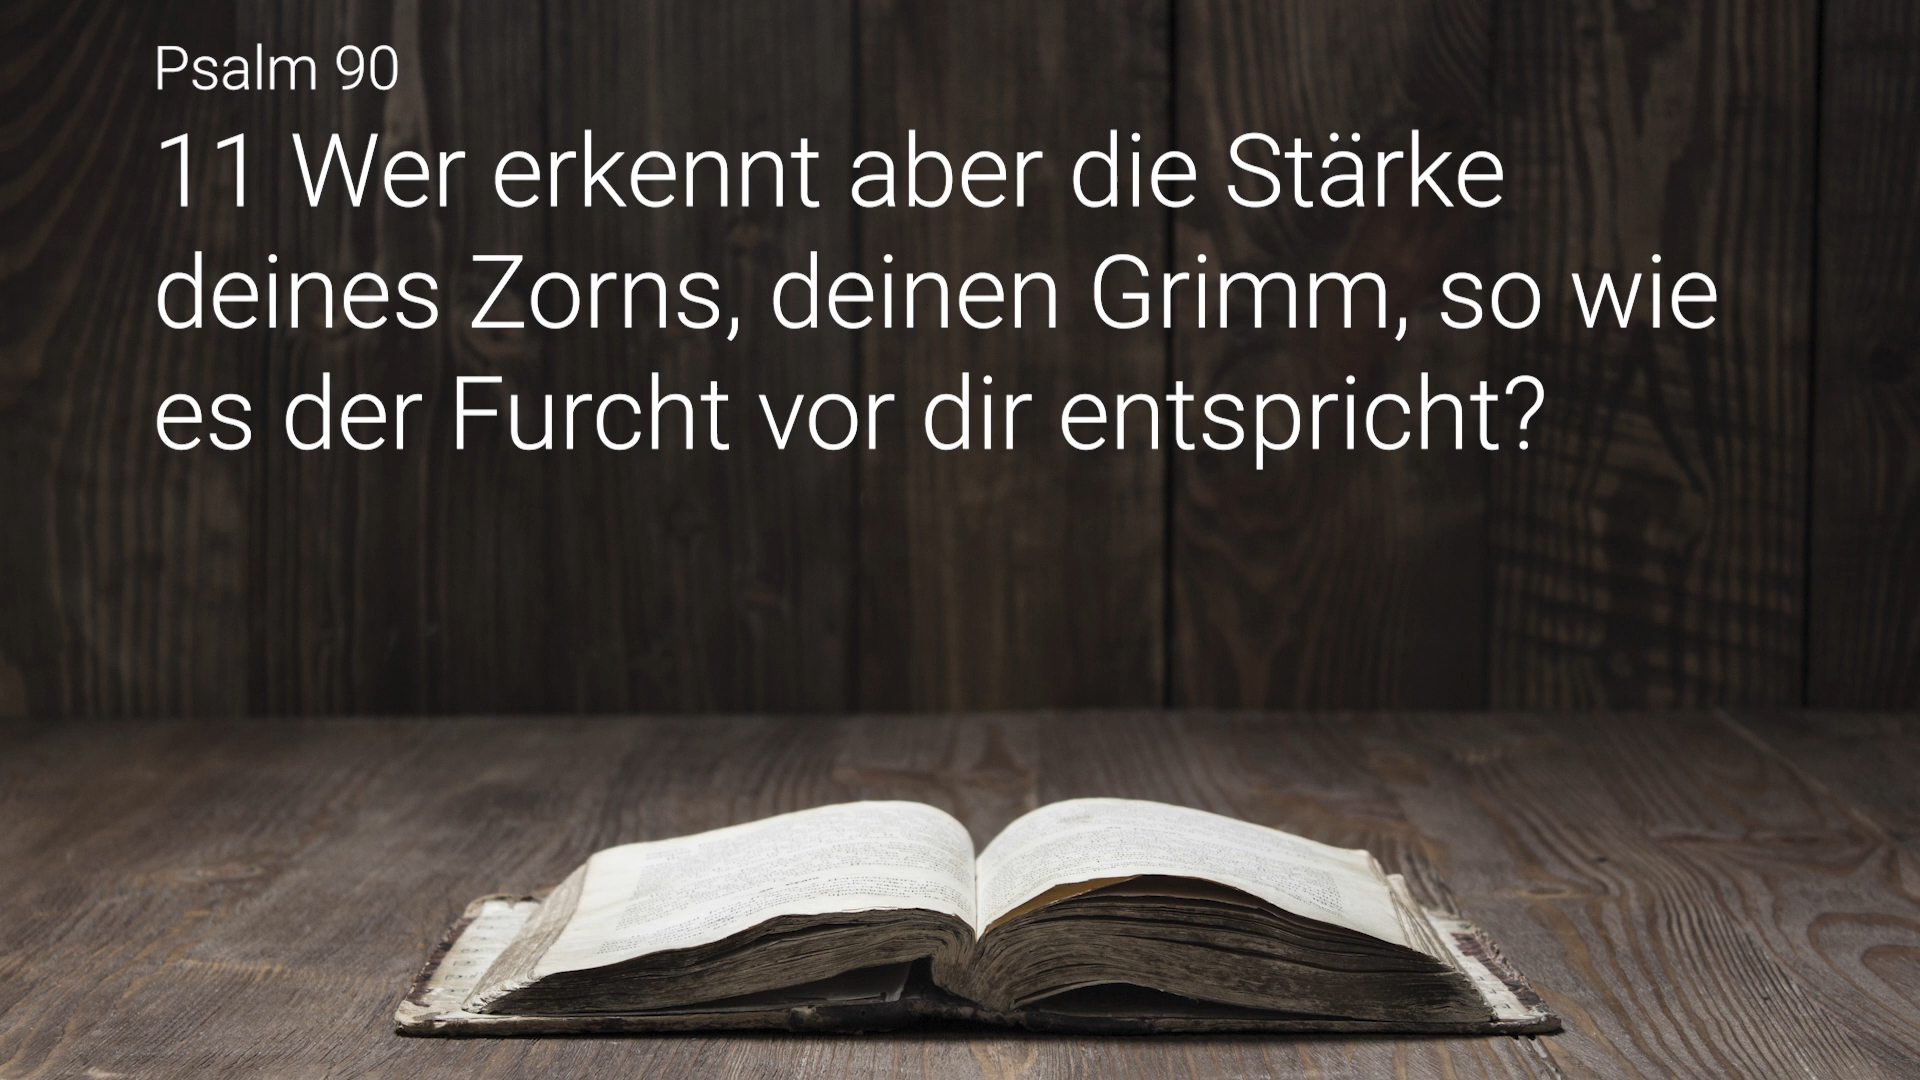 Psalm 90
11 Wer erkennt aber die Stärke
deines Zorns, deinen Grimm, so wie
es der Furcht vor dir entspricht?